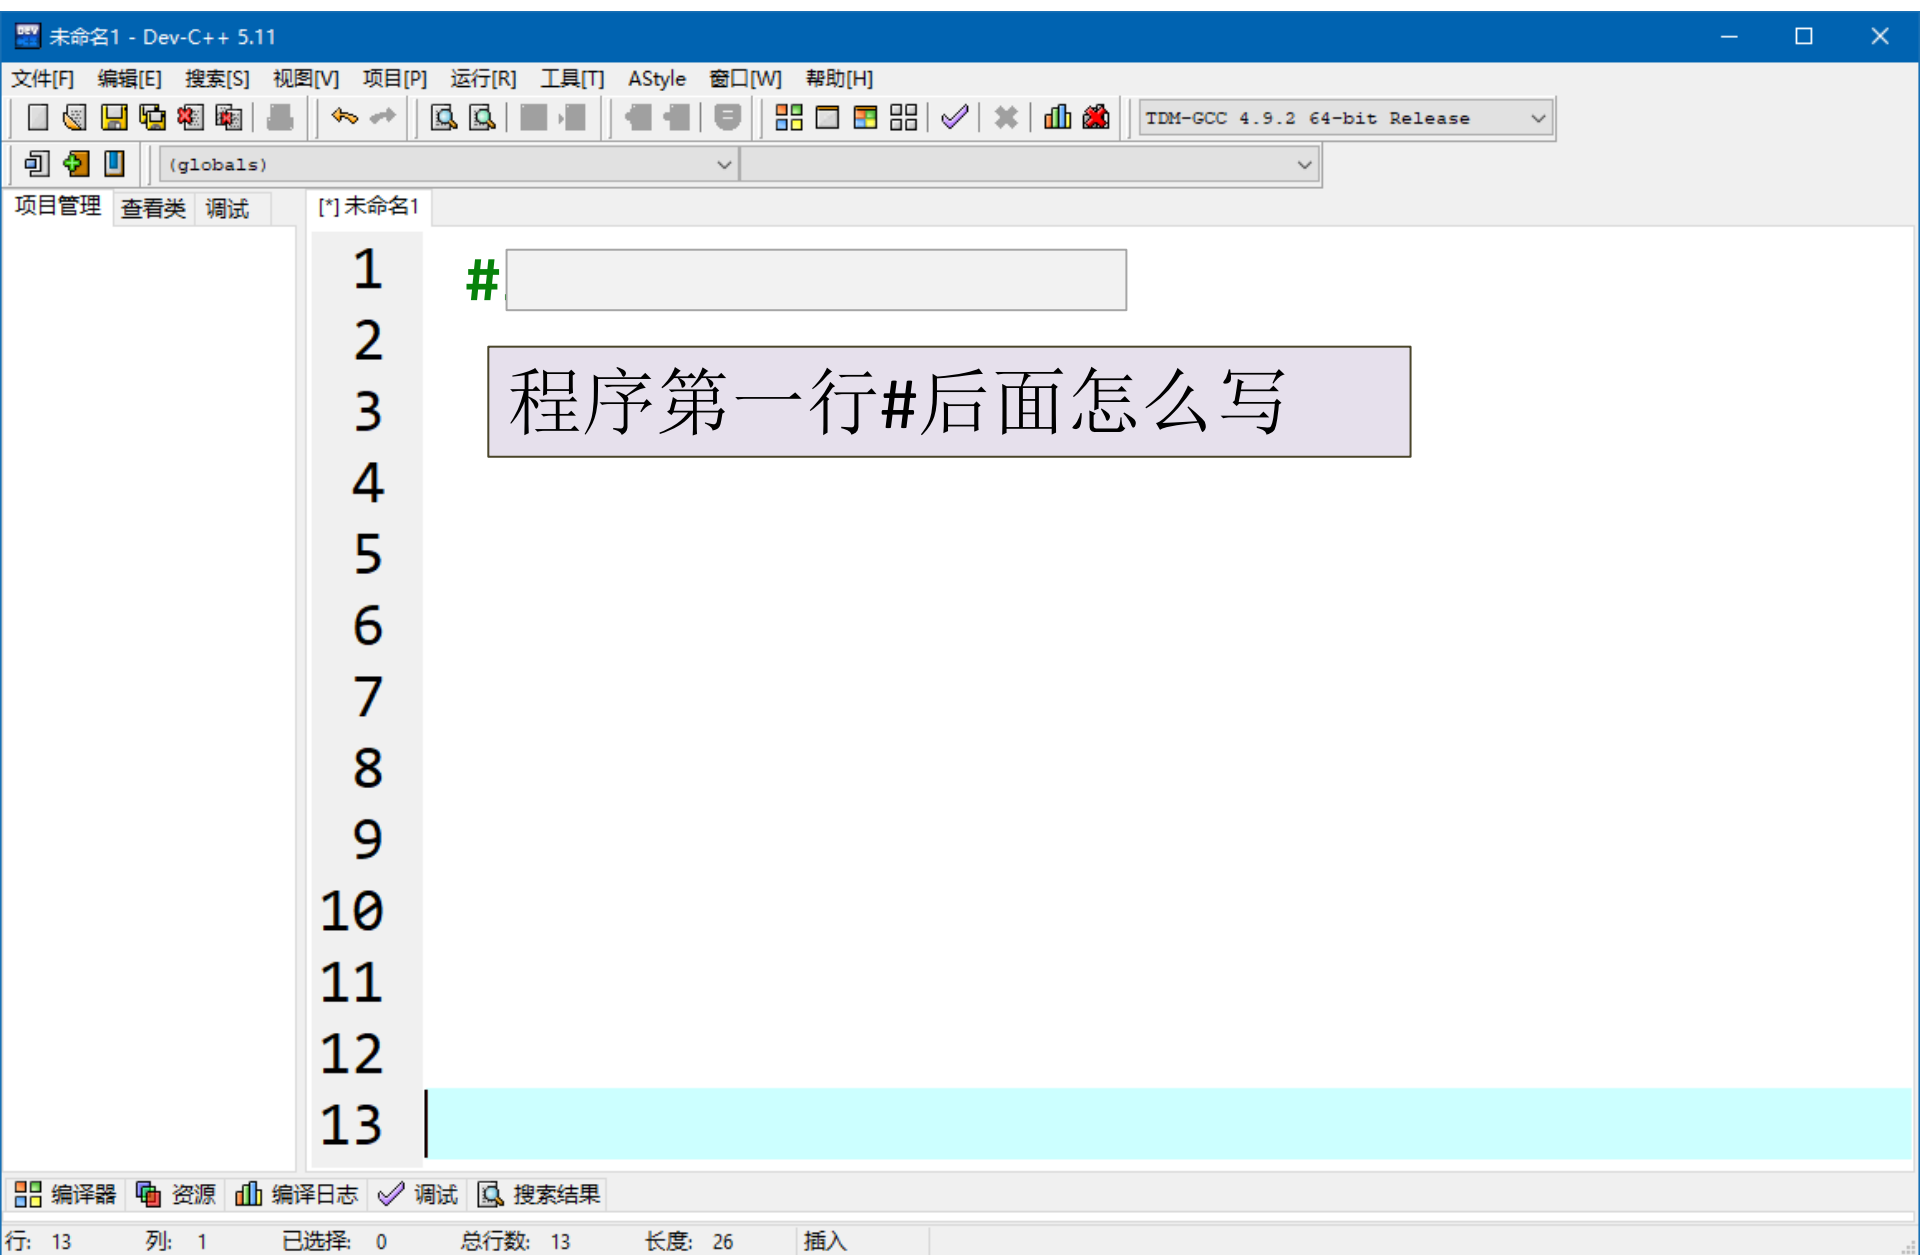 未命名1 - Dev-C++ 5.11
文件[F] 编辑[E] 搜索[S] 视图[V] 项目[P] 运行[R] 工具[T] AStyle 窗口[W] 帮助[H]
TDM-GCC 4.9.2 64-bit Release
(globals)
项目管理 查看类 调试 [*] 未命名1
1 #
2
程序第一行#后面怎么写
3
4
5
6
7
8
9
10
11
12
13
编译器 资源 编译日志 调试 搜索结果
行: 13 列: 1 已选择: 0 总行数: 13 长度: 26 插入